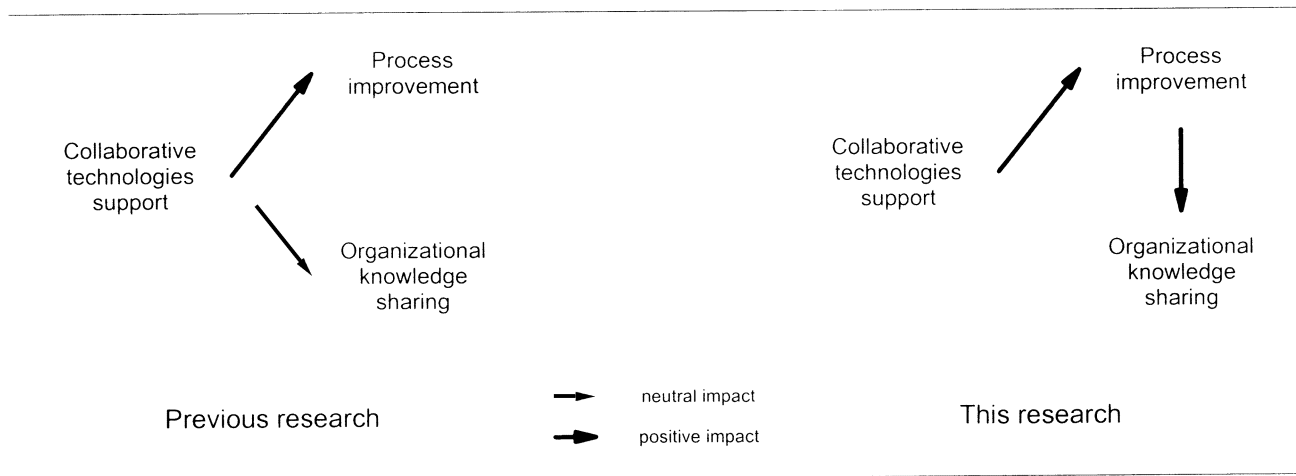 Process
improvement
Collaborative
technologies
support
Organizational
knowledge
sharing
Previous research
neutral impact
positive impact
Process
improvement
Collaborative
technologies
support
Organizational
knowledge
sharing
This research